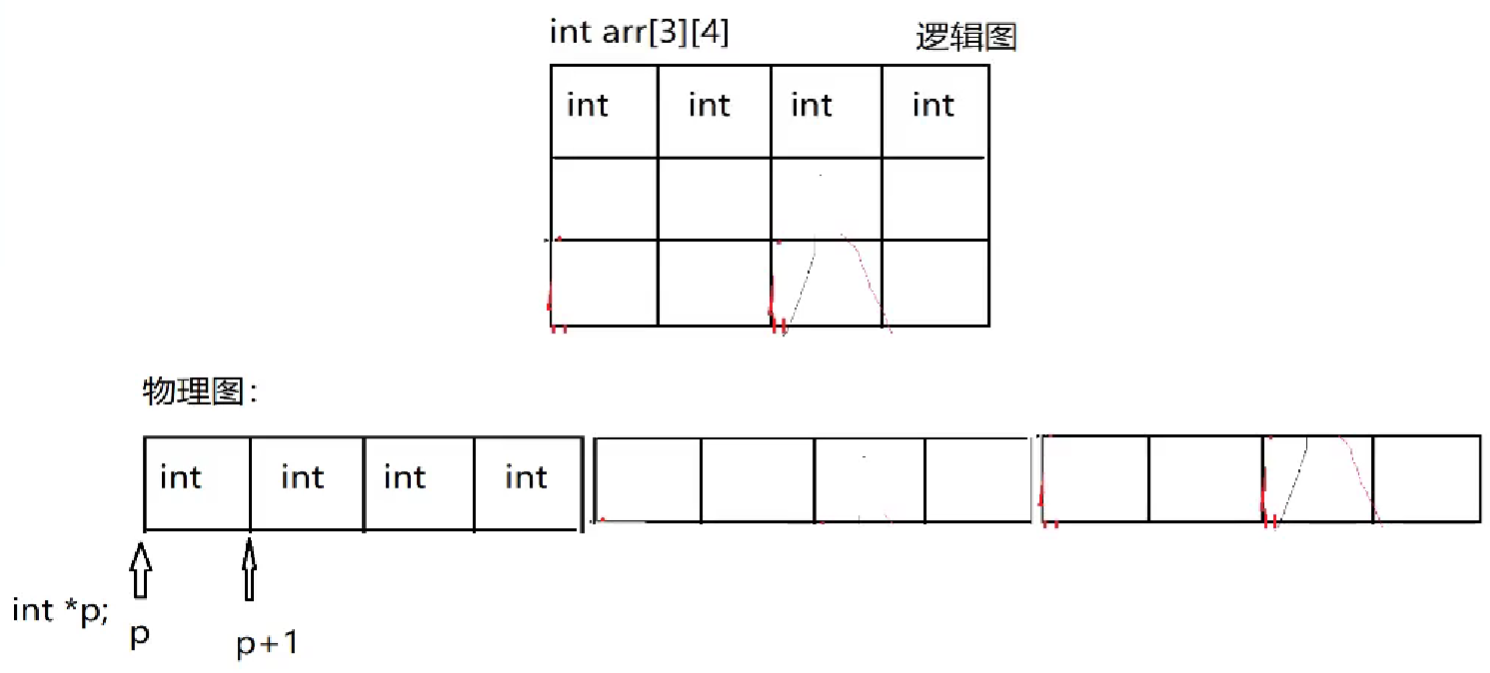 int arr[3][4] 逻辑图
int int int int
物理图：
int int int int
int *p; p p+1